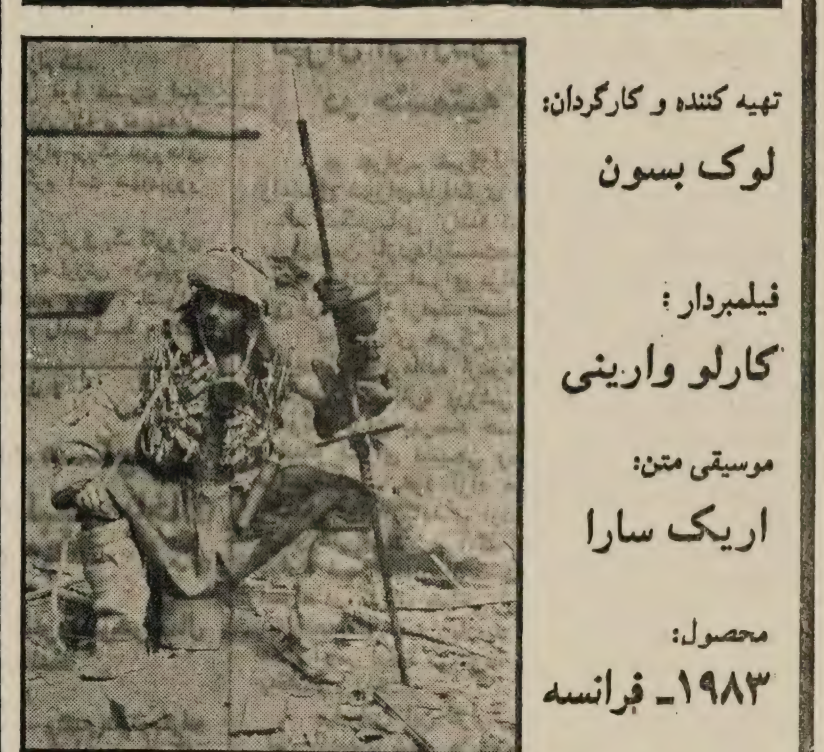 تهیه کننده و کارگردان:
لوک بسون
فیلمبردار:
کارلو وارینی
موسیقی متن:
اریک سارا
محصول:
۱۹۸۳ـ فرانسه